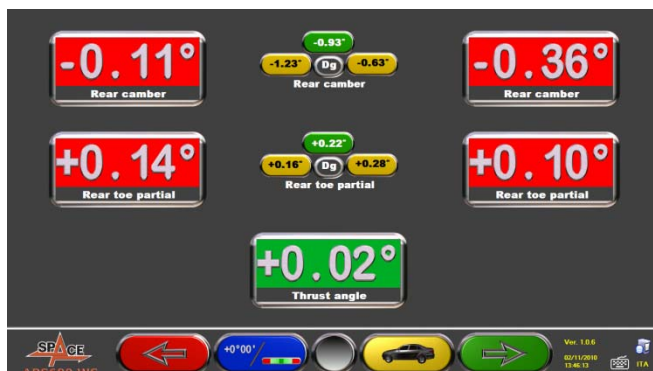 -0.11°
Rear camber
-0.93°
-1.23° Dg -0.63°
Rear camber
-0.36°
Rear camber
+0.14°
Rear toe partial
+0.22°
+0.16° Dg +0.28°
Rear toe partial
+0.10°
Rear toe partial
+0.02°
Thrust angle
SPACE
+0°00'
Ver. 1.0.6
02/11/2010
13:46:13
ITA